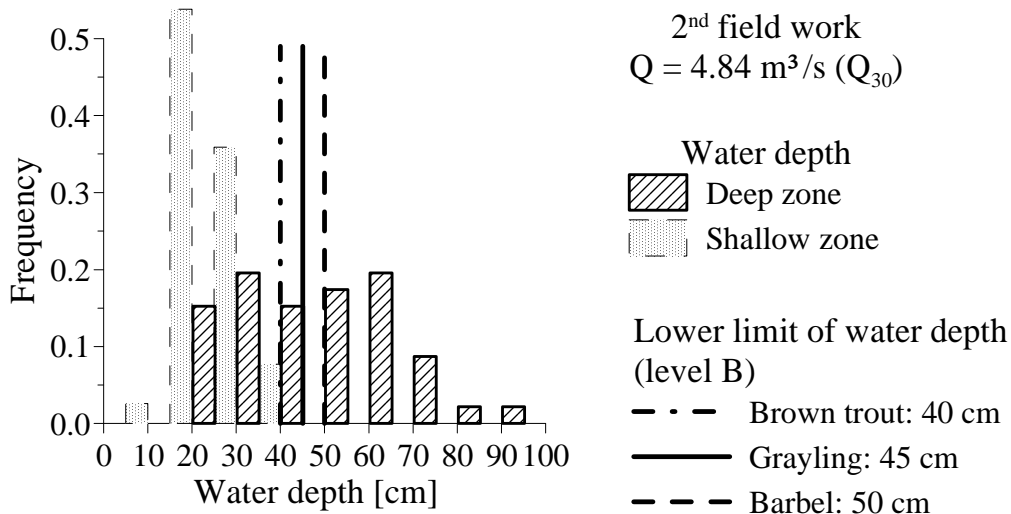 0.5
0.4
0.3
0.2
0.1
0.0
Frequency
0 10 20 30 40 50 60 70 80 90 100
Water depth [cm]
2nd field work
Q = 4.84 m³/s (Q30)
Water depth
Deep zone
Shallow zone
Lower limit of water depth
(level B)
Brown trout: 40 cm
Grayling: 45 cm
Barbel: 50 cm